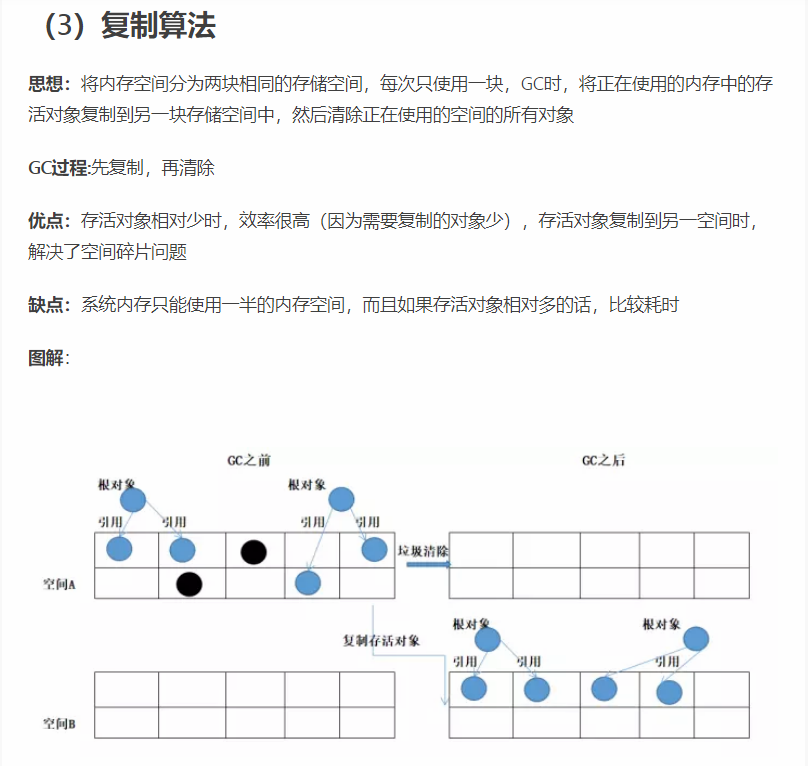 （3）复制算法
思想：将内存空间分为两块相同的存储空间，每次只使用一块，GC时，将正在使用的内存中的存
活对象复制到另一块存储空间中，然后清除正在使用的空间的所有对象
GC过程:先复制，再清除
优点：存活对象相对少时，效率很高（因为需要复制的对象少），存活对象复制到另一空间时，
解决了空间碎片问题
缺点：系统内存只能使用一半的内存空间，而且如果存活对象相对多的话，比较耗时
图解：
GC之前
GC之后
根对象
根对象
引用
引用
引用
引用
垃圾清除
空间A
复制存活对象
根对象
根对象
引用
引用
引用
空间B